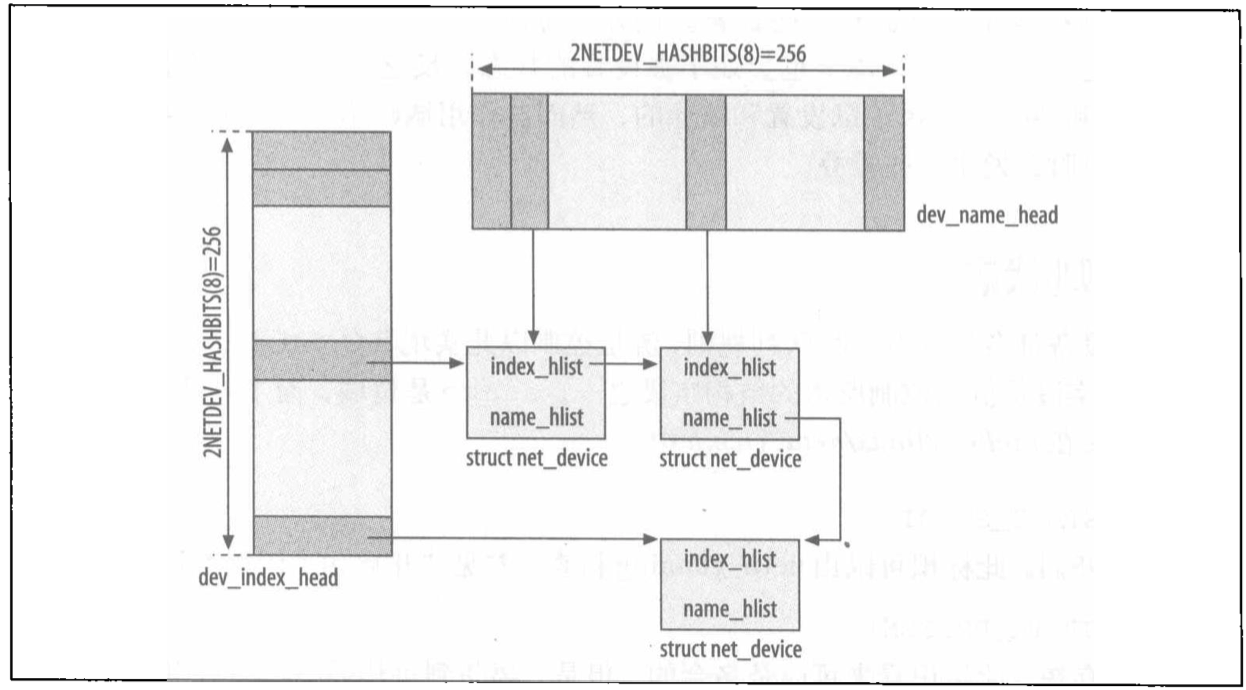 2NETDEV_HASHBITS(8)=256
dev_name_head
2NETDEV_HASHBITS(8)=256
index_hlist
name_hlist
struct net_device
index_hlist
name_hlist
struct net_device
dev_index_head
index_hlist
name_hlist
struct net_device